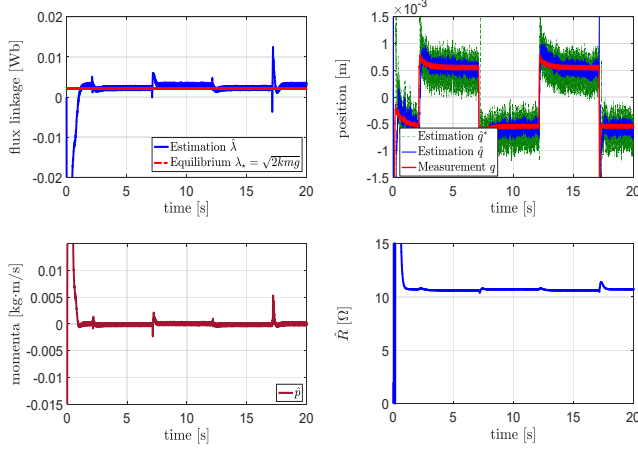 0.02
0.01
0
-0.01
-0.02
flux linkage [Wb]
Estimation λ̂
Equilibrium λ⋆ = √2kmg
0 5 10 15 20
time [s]
×10⁻³
1.5
1.0
0.5
0
-0.5
-1.0
-1.5
position [m]
Estimation q̂*
Estimation q̂
Measurement q
0 5 10 15 20
time [s]
0.01
0.005
0
-0.005
-0.01
-0.015
momenta [kg·m/s]
p̂
0 5 10 15 20
time [s]
15
10
5
0
R̂ [Ω]
0 5 10 15 20
time [s]